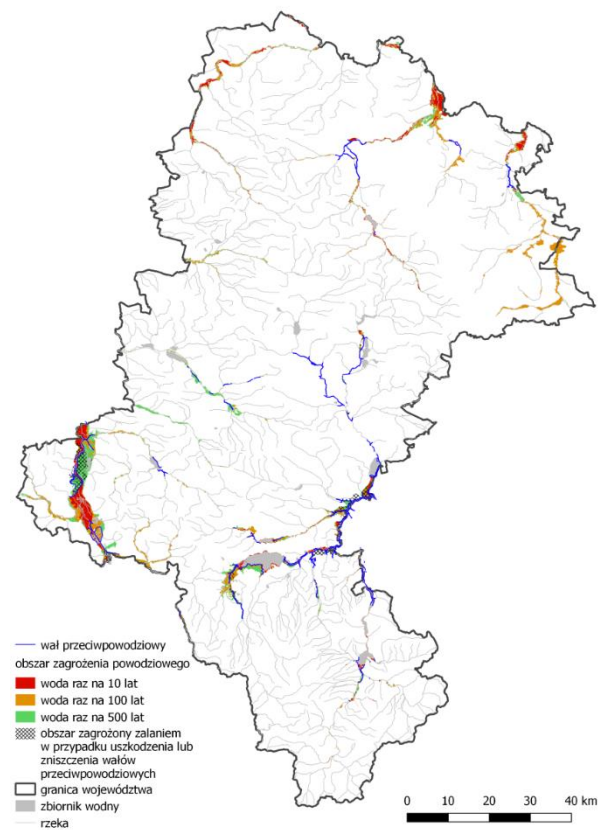 wał przeciwpowodziowy
obszar zagrożenia powodziowego
woda raz na 10 lat
woda raz na 100 lat
woda raz na 500 lat
obszar zagrożony zalaniem
w przypadku uszkodzenia lub
zniszczenia wałów
przeciwpowodziowych
granica województwa
zbiornik wodny
rzeka
0 10 20 30 40 km